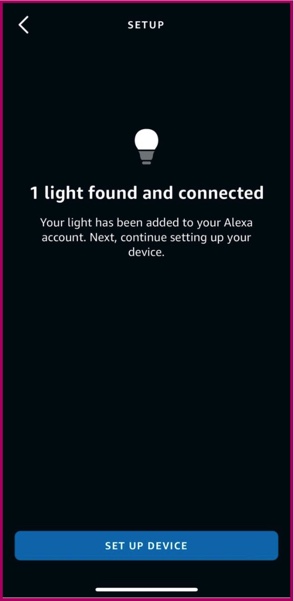 SETUP
1 light found and connected
Your light has been added to your Alexa
account. Next, continue setting up your
device.
SET UP DEVICE